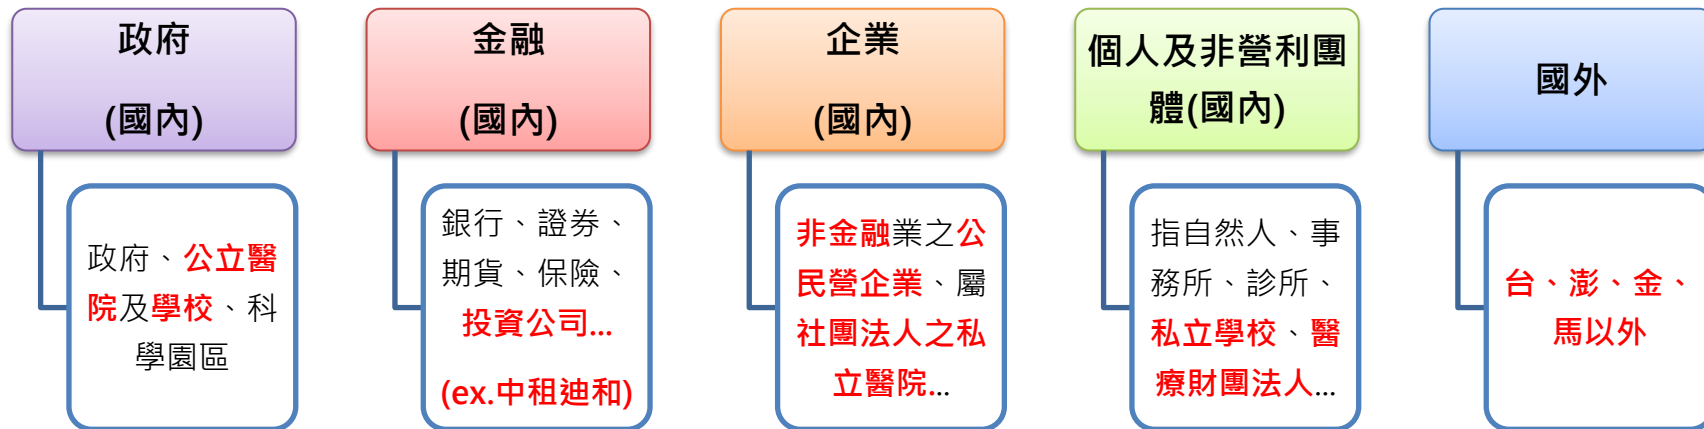 政府
(國內)
政府、公立醫
院及學校、科
學園區
金融
(國內)
銀行、證券、
期貨、保險、
投資公司...
(ex.中租迪和)
企業
(國內)
非金融業之公
民營企業、屬
社團法人之私
立醫院...
個人及非營利團
體(國內)
指自然人、事
務所、診所、
私立學校、醫
療財團法人...
國外
台、澎、金、
馬以外